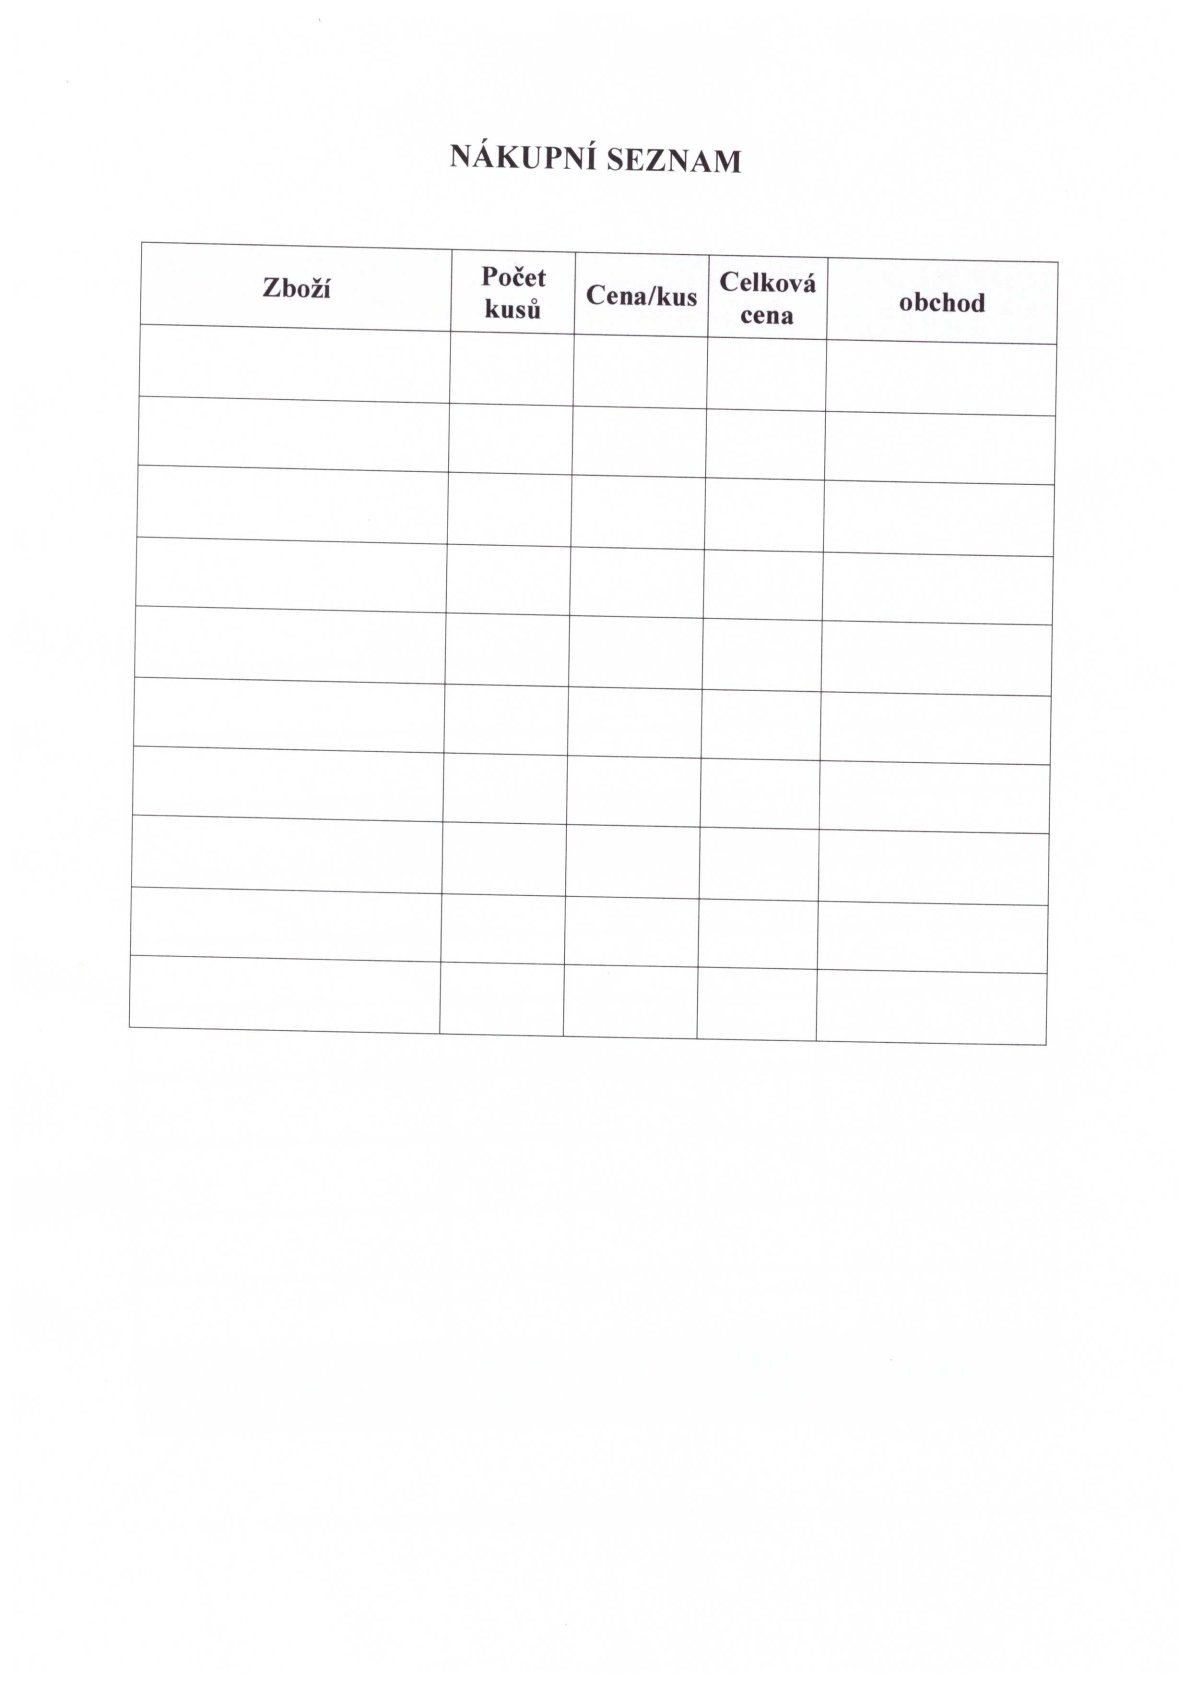 NÁKUPNÍ SEZNAM
Zboží
Počet
kusů
Cena/kus
Celková
cena
obchod